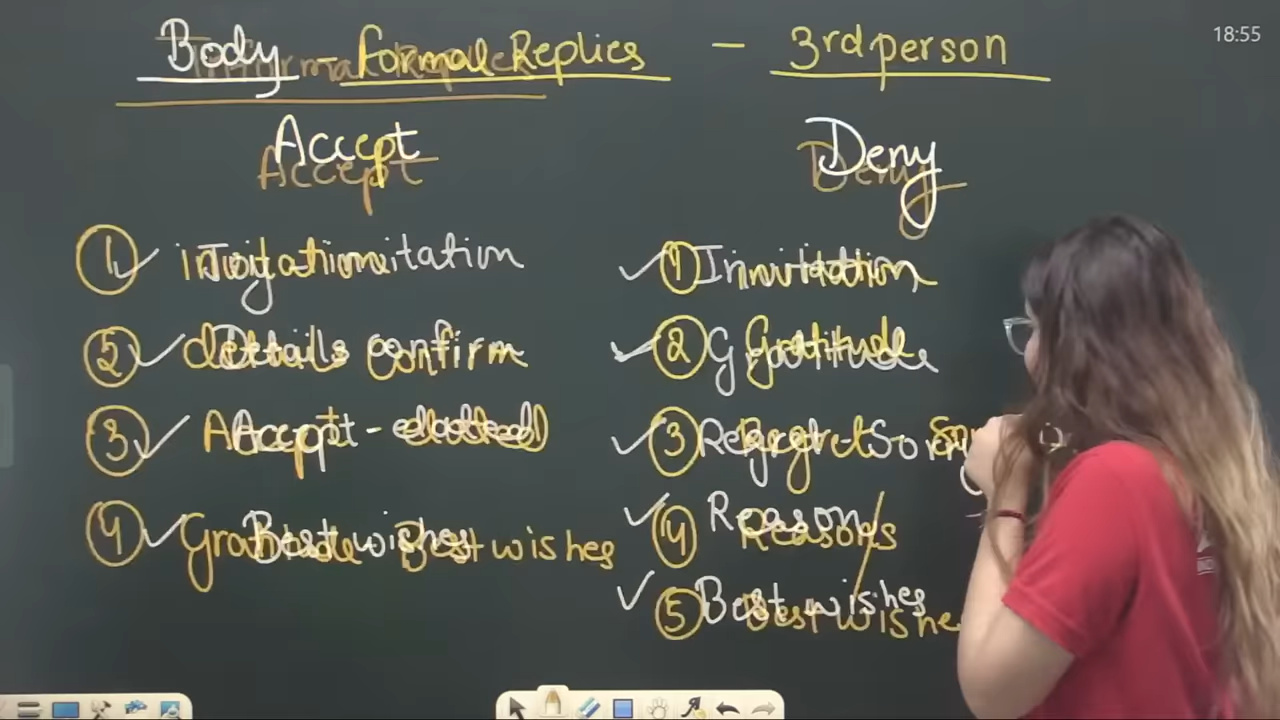 18:55
Body - Formal Replies - 3rd person
Accept
Deny
① invitation
② details confirm
③ Accept - elated
④ Gratitude Best wishes
① Invitation
② Gratitude
③ Regret Sorry
④ Reasons
⑤ Best wishes